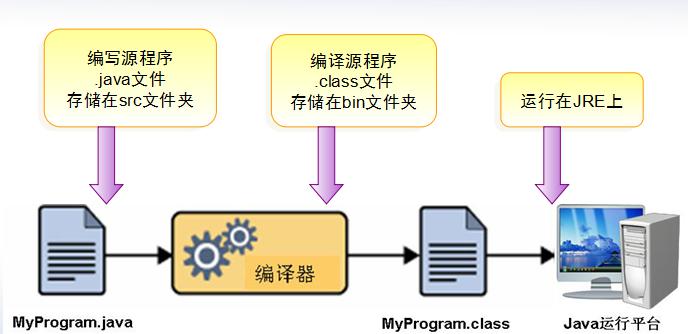 编写源程序
.java文件
存储在src文件夹
编译源程序
.class文件
存储在bin文件夹
运行在JRE上
编译器
MyProgram.java
MyProgram.class
Java运行平台